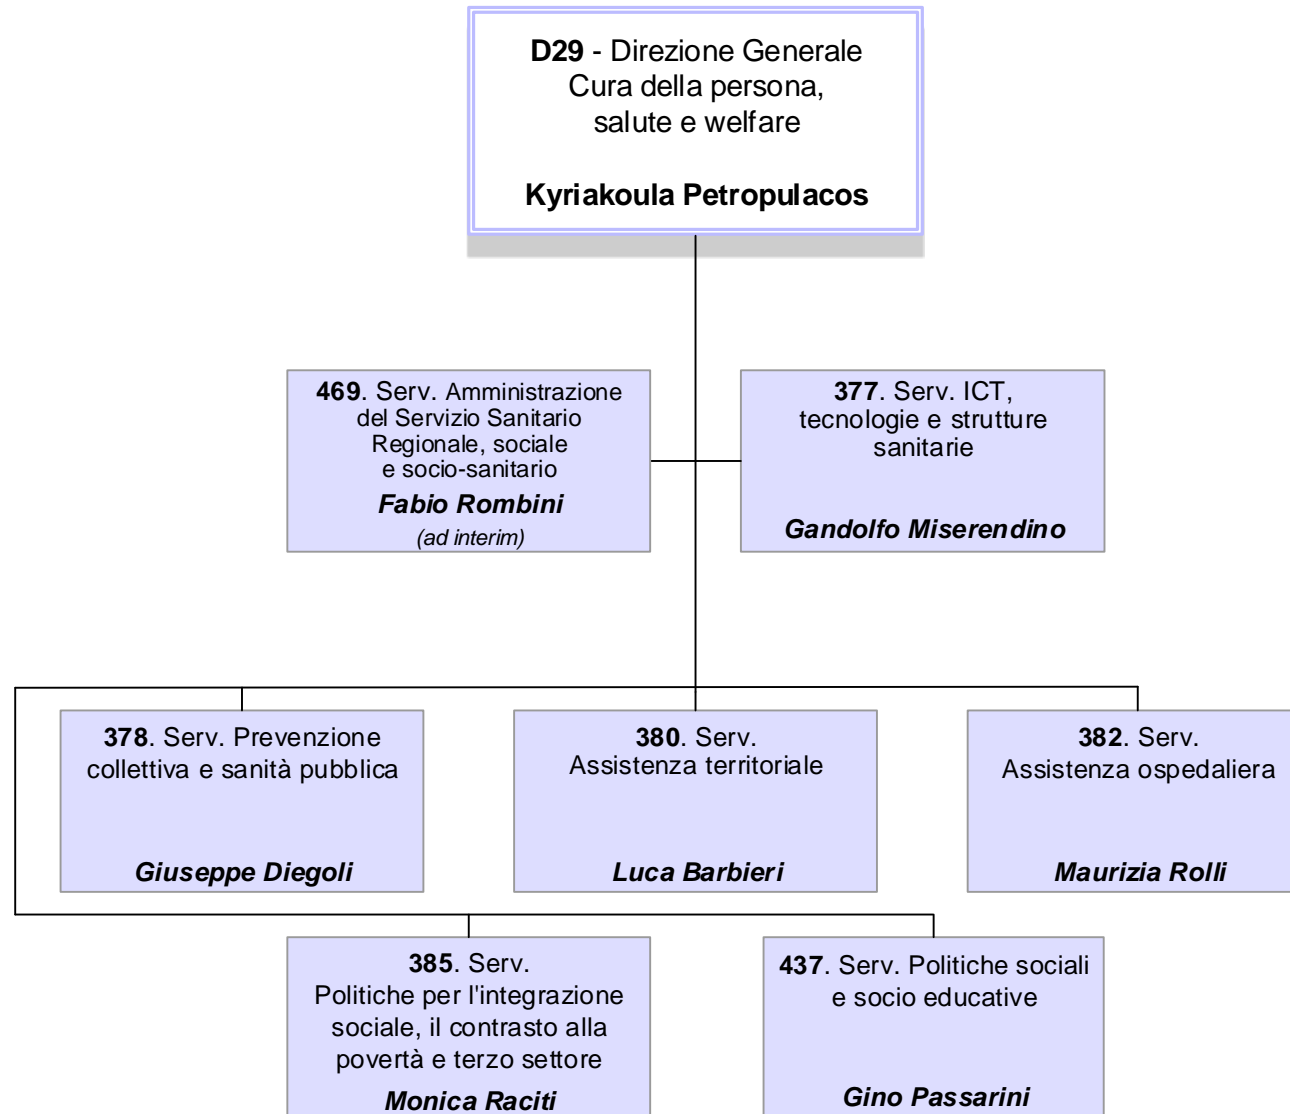 D29 - Direzione Generale
Cura della persona,
salute e welfare
Kyriakoula Petropulacos
469. Serv. Amministrazione
del Servizio Sanitario
Regionale, sociale
e socio-sanitario
Fabio Rombini
(ad interim)
377. Serv. ICT,
tecnologie e strutture
sanitarie
Gandolfo Miserendino
378. Serv. Prevenzione
collettiva e sanità pubblica
Giuseppe Diegoli
380. Serv.
Assistenza territoriale
Luca Barbieri
382. Serv.
Assistenza ospedaliera
Maurizia Rolli
385. Serv.
Politiche per l'integrazione
sociale, il contrasto alla
povertà e terzo settore
Monica Raciti
437. Serv. Politiche sociali
e socio educative
Gino Passarini